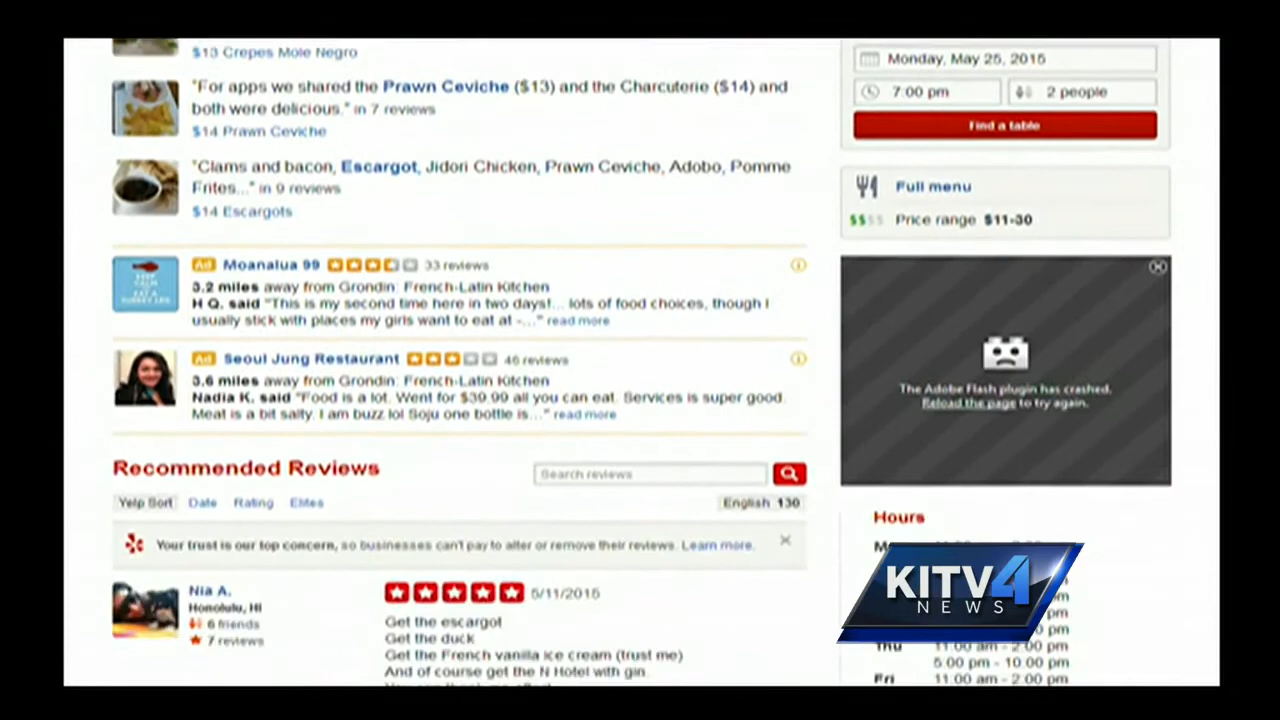 $13 Crepes Mole Negro
"For apps we shared the Prawn Ceviche ($13) and the Charcuterie ($14) and
both were delicious." in 7 reviews
$14 Prawn Ceviche
"Clams and bacon, Escargot, Jidori Chicken, Prawn Ceviche, Adobo, Pomme
Frites..." in 9 reviews
$14 Escargots
Ad Moanalua 99 33 reviews
3.2 miles away from Grondin: French-Latin Kitchen
H Q. said "This is my second time here in two days!... lots of food choices, though I
usually stick with places my girls want to eat at -..." read more
Ad Seoul Jung Restaurant 46 reviews
3.6 miles away from Grondin: French-Latin Kitchen
Nadia K. said "Food is a lot. Went for $39.99 all you can eat. Services is super good.
Meat is a bit salty. I am buzz lol Soju one bottle is..." read more
Recommended Reviews
Search reviews
Yelp Sort Date Rating Elites
English 130
Your trust is our top concern, so businesses can't pay to alter or remove their reviews. Learn more.
Nia A.
Honolulu, HI
6 friends
7 reviews
5/11/2015
Get the escargot
Get the duck
Get the French vanilla ice cream (trust me)
And of course get the N Hotel with gin.
Monday, May 25, 2015
7:00 pm
2 people
Find a table
Full menu
$$$$ Price range $11-30
The Adobe Flash plugin has crashed.
Reload the page to try again.
Hours
KITV4
NEWS
Thu 11:00 am - 2:00 pm
5:00 pm - 10:00 pm
Fri 11:00 am - 2:00 pm